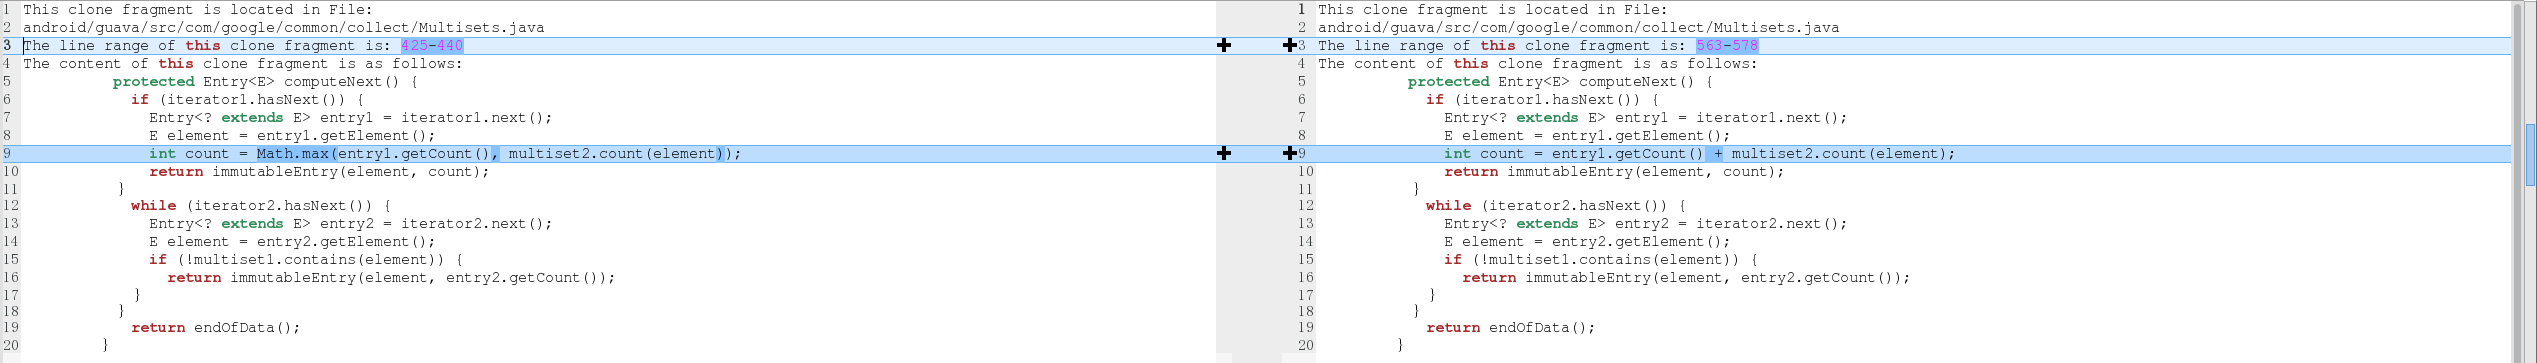 1 This clone fragment is located in File:
2 android/guava/src/com/google/common/collect/Multisets.java
3 The line range of this clone fragment is: 425-440
4 The content of this clone fragment is as follows:
5 protected Entry<E> computeNext() {
6 if (iterator1.hasNext()) {
7 Entry<? extends E> entry1 = iterator1.next();
8 E element = entry1.getElement();
9 int count = Math.max(entry1.getCount(), multiset2.count(element));
10 return immutableEntry(element, count);
11 }
12 while (iterator2.hasNext()) {
13 Entry<? extends E> entry2 = iterator2.next();
14 E element = entry2.getElement();
15 if (!multiset1.contains(element)) {
16 return immutableEntry(element, entry2.getCount());
17 }
18 }
19 return endOfData();
20 }
1 This clone fragment is located in File:
2 android/guava/src/com/google/common/collect/Multisets.java
3 The line range of this clone fragment is: 563-578
4 The content of this clone fragment is as follows:
5 protected Entry<E> computeNext() {
6 if (iterator1.hasNext()) {
7 Entry<? extends E> entry1 = iterator1.next();
8 E element = entry1.getElement();
9 int count = entry1.getCount() + multiset2.count(element);
10 return immutableEntry(element, count);
11 }
12 while (iterator2.hasNext()) {
13 Entry<? extends E> entry2 = iterator2.next();
14 E element = entry2.getElement();
15 if (!multiset1.contains(element)) {
16 return immutableEntry(element, entry2.getCount());
17 }
18 }
19 return endOfData();
20 }